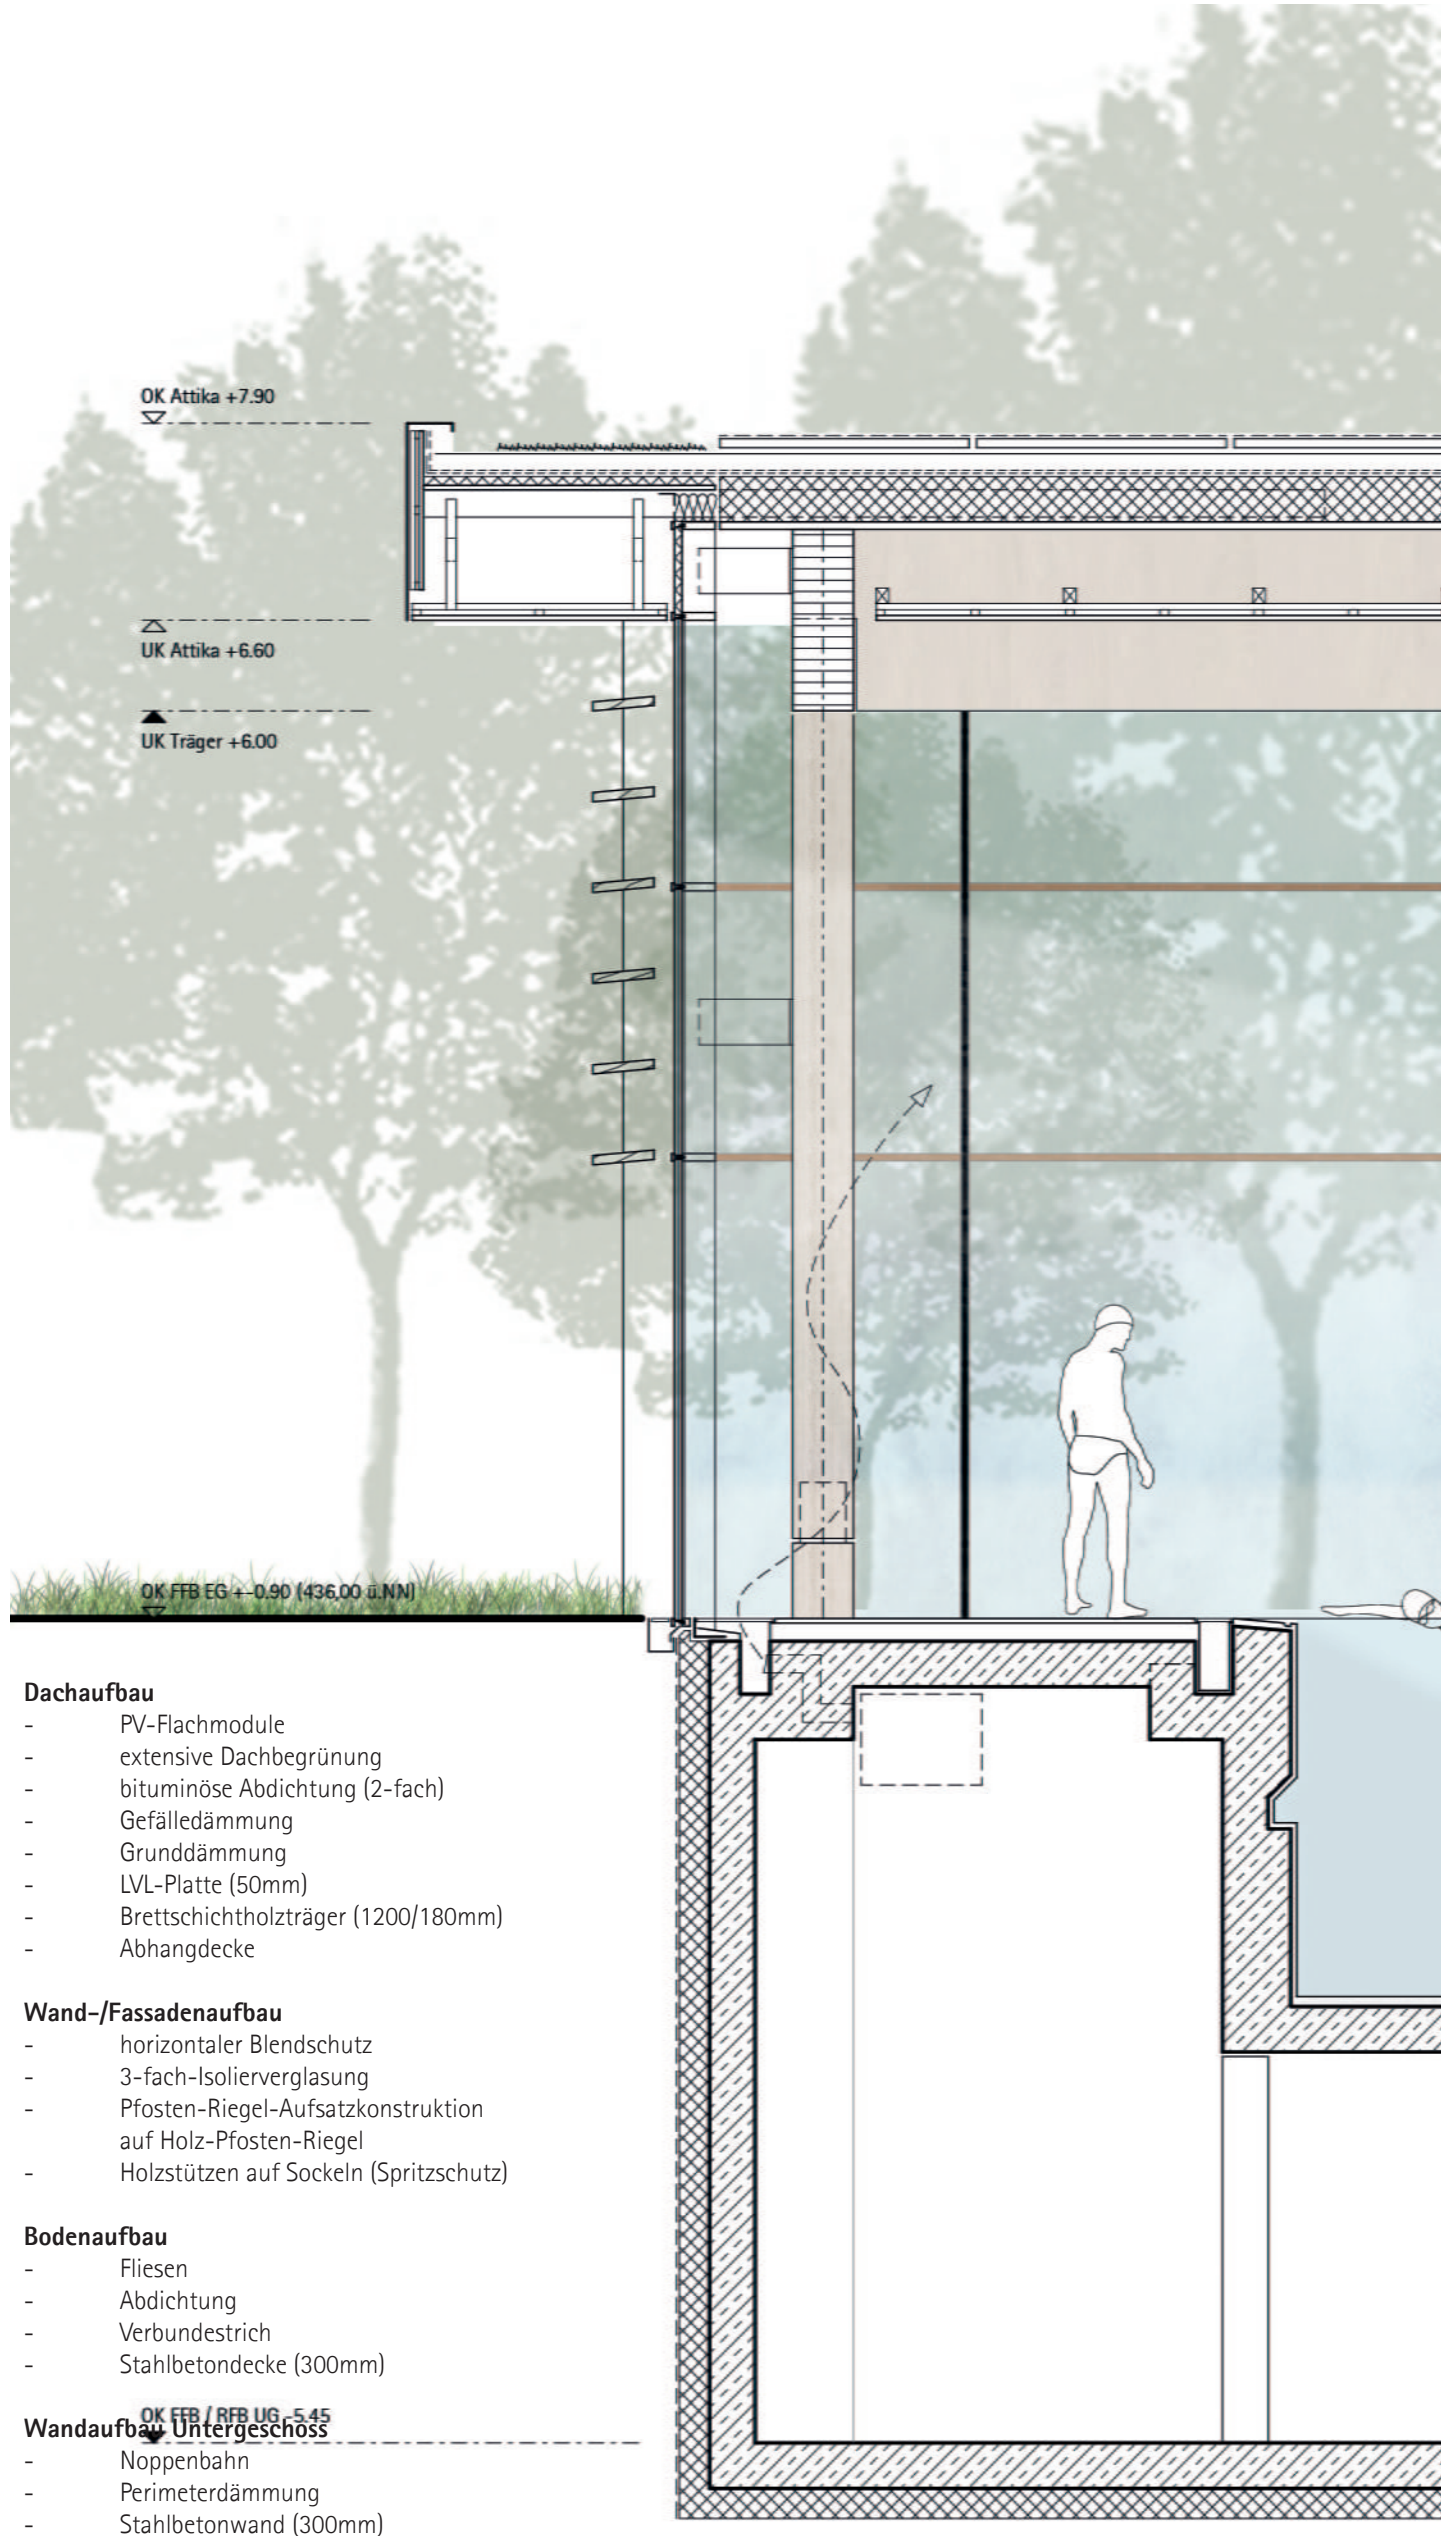 OK Attika +7.90
UK Attika +6.60
UK Träger +6.00
OK FFB EG +-0.90 (436,00 ü.NN)
Dachaufbau
- PV-Flachmodule
- extensive Dachbegrünung
- bituminöse Abdichtung (2-fach)
- Gefälledämmung
- Grunddämmung
- LVL-Platte (50mm)
- Brettschichtholzträger (1200/180mm)
- Abhangdecke
Wand-/Fassadenaufbau
- horizontaler Blendschutz
- 3-fach-Isolierverglasung
- Pfosten-Riegel-Aufsatzkonstruktion
auf Holz-Pfosten-Riegel
- Holzstützen auf Sockeln (Spritzschutz)
Bodenaufbau
- Fliesen
- Abdichtung
- Verbundestrich
- Stahlbetondecke (300mm)
OK FFB / RFB UG -5.45
Wandaufbau Untergeschoss
- Noppenbahn
- Perimeterdämmung
- Stahlbetonwand (300mm)